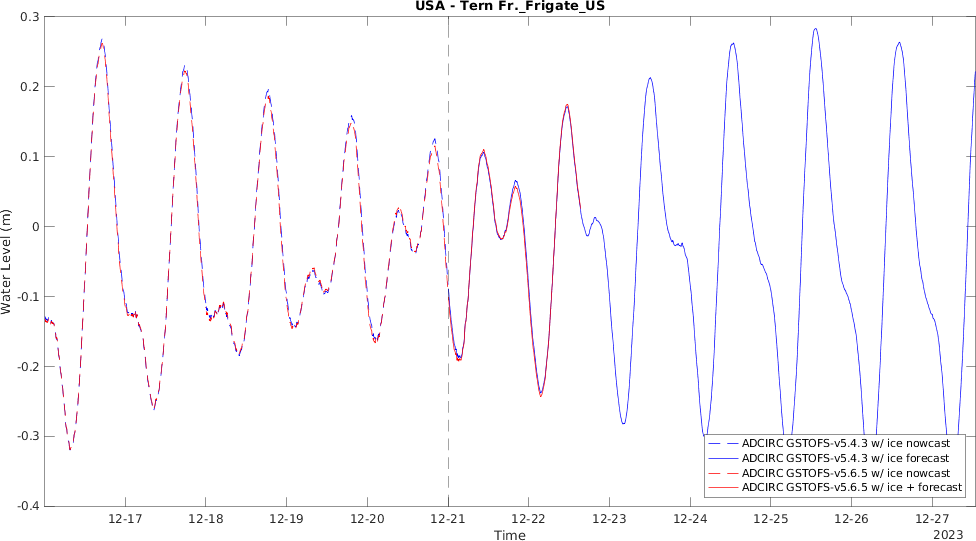 USA - Tern Fr._Frigate_US
0.3
0.2
0.1
0
-0.1
-0.2
-0.3
-0.4
Water Level (m)
ADCIRC GSTOFS-v5.4.3 w/ ice nowcast
ADCIRC GSTOFS-v5.4.3 w/ ice forecast
ADCIRC GSTOFS-v5.6.5 w/ ice nowcast
ADCIRC GSTOFS-v5.6.5 w/ ice + forecast
12-17 12-18 12-19 12-20 12-21 12-22 12-23 12-24 12-25 12-26 12-27
Time
2023